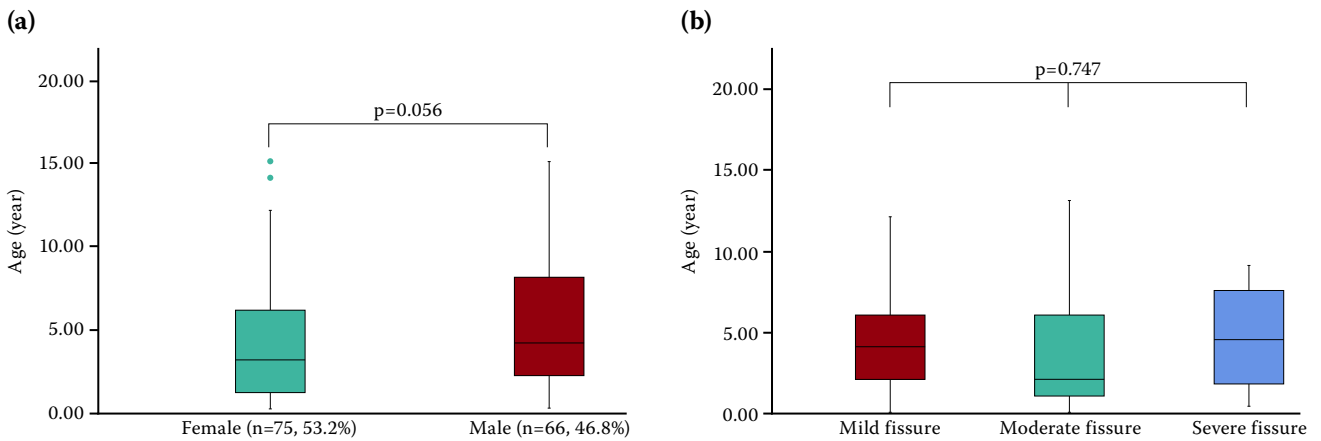 (a)
20.00
15.00
10.00
5.00
0.00
Age (year)
p=0.056
Female (n=75, 53.2%)
Male (n=66, 46.8%)
(b)
20.00
15.00
10.00
5.00
0.00
Age (year)
p=0.747
Mild fissure
Moderate fissure
Severe fissure